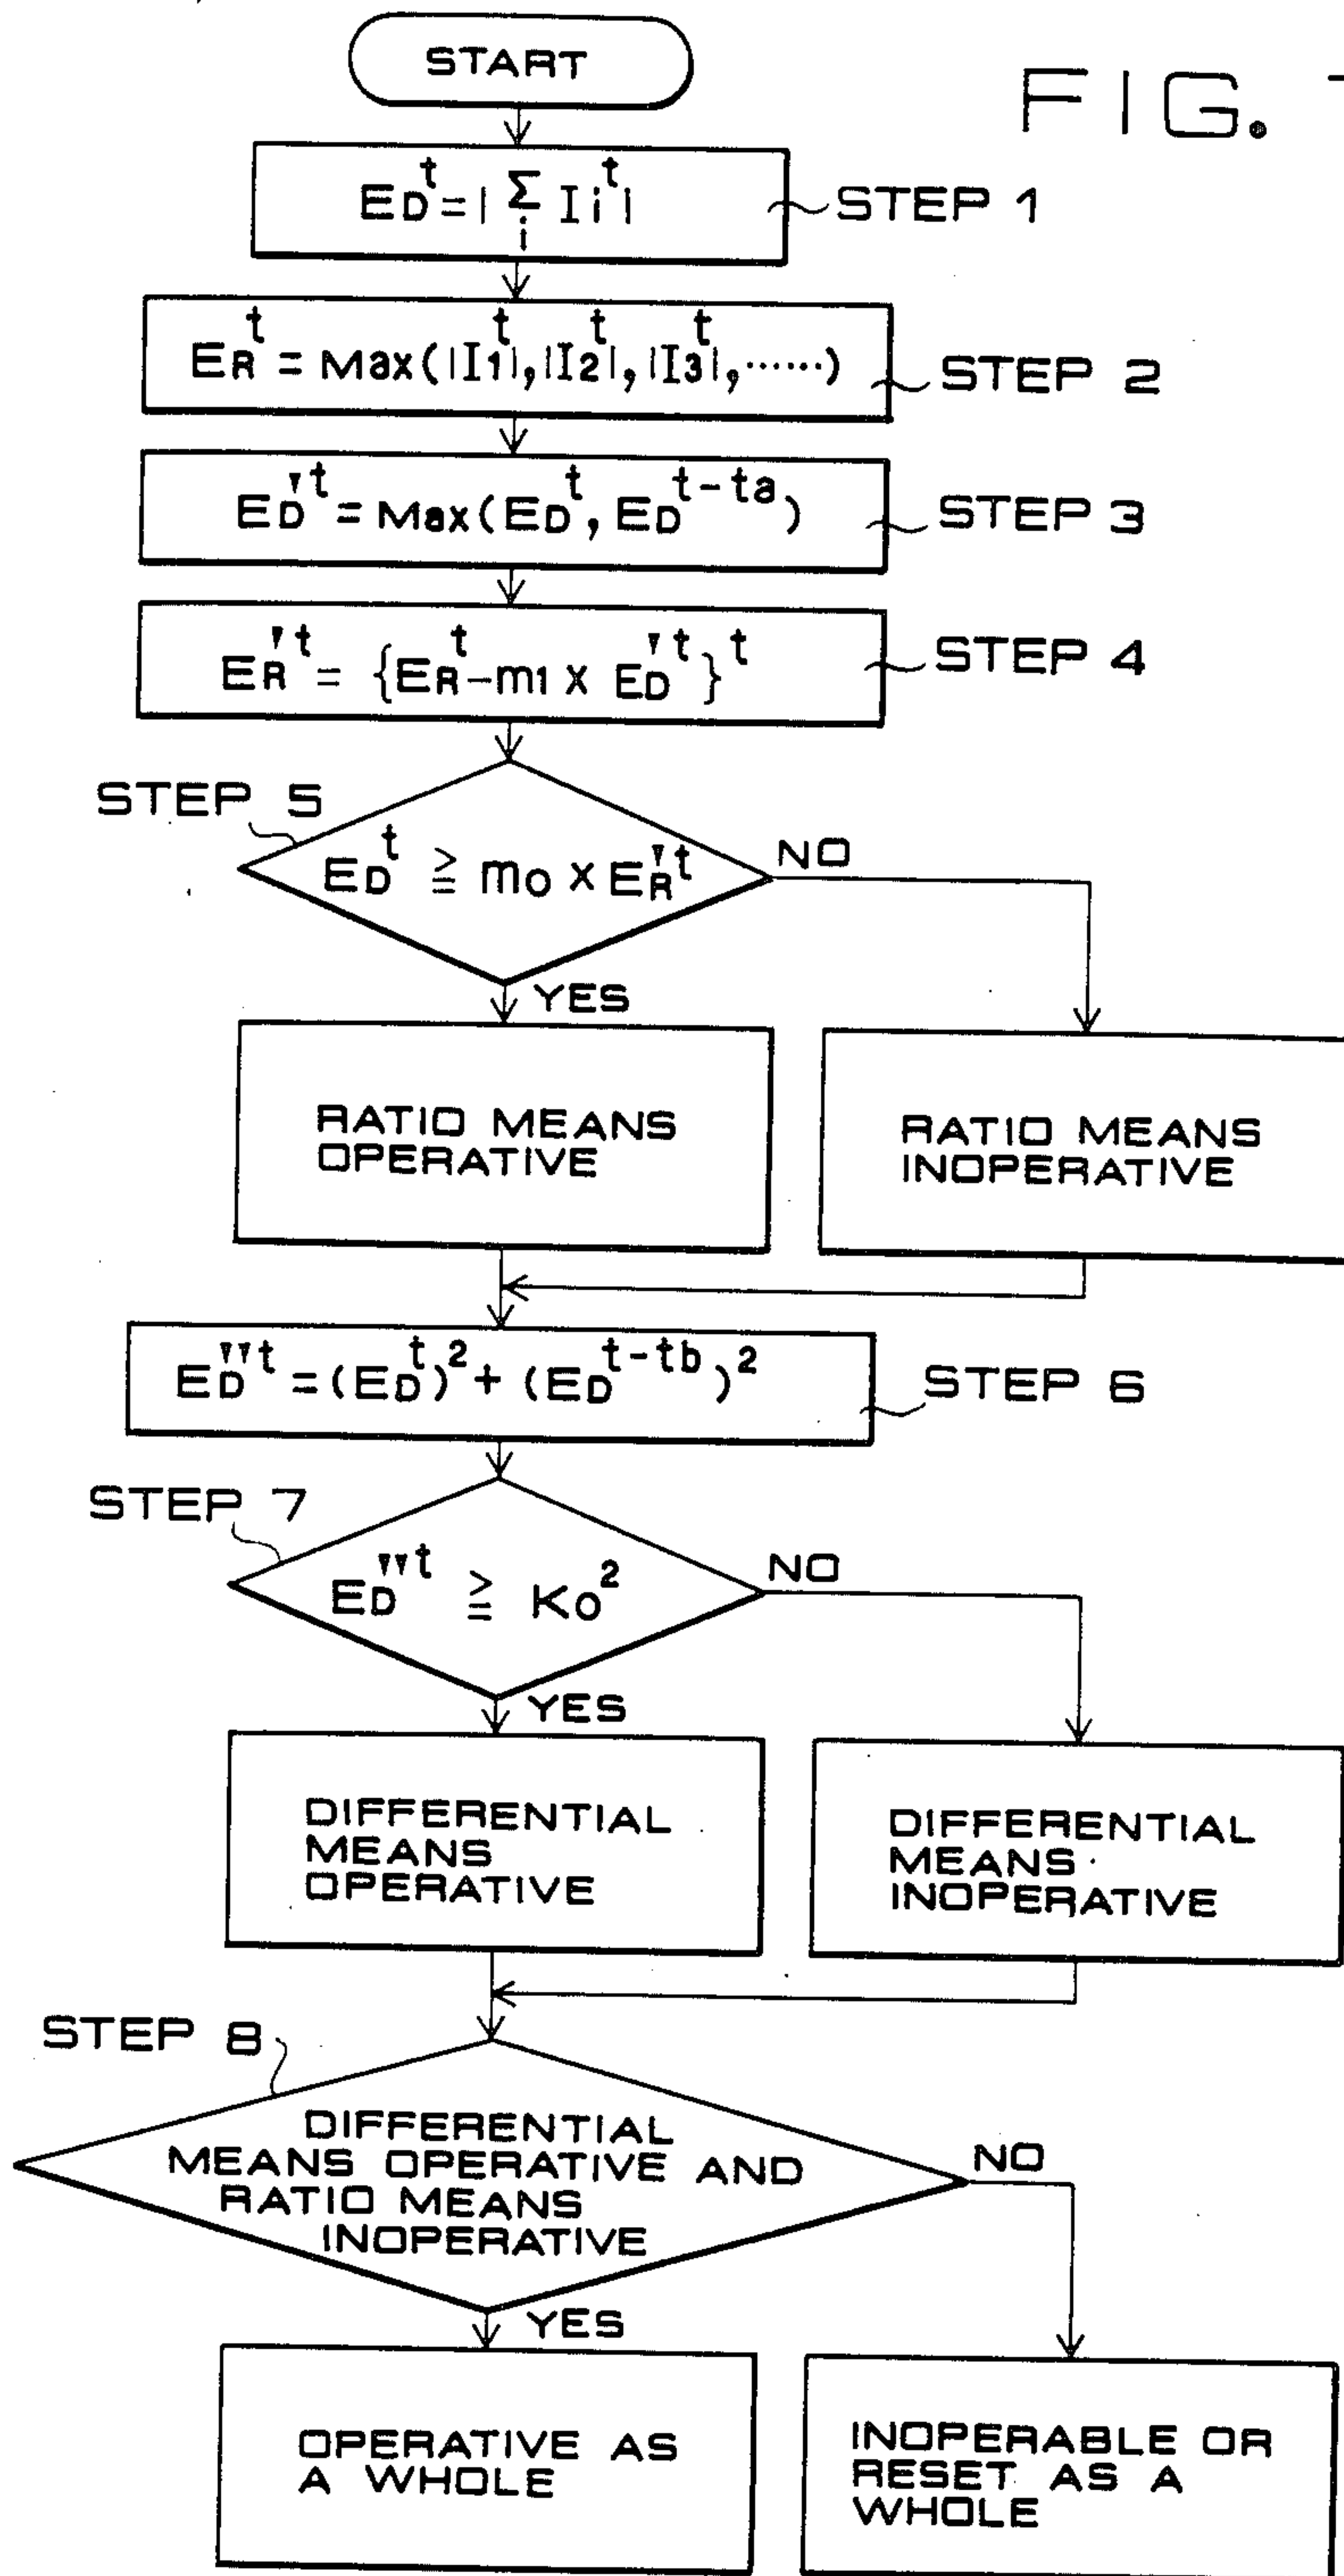 START
FIG.
ED^t = | Σ_i Ii^t |
STEP 1
ER^t = Max(|I1^t|, |I2^t|, |I3^t|, ......)
STEP 2
ED'^t = Max(ED^t, ED^t-ta)
STEP 3
ER'^t = {ER^t - m1 x ED'^t}^t
STEP 4
STEP 5
ED^t ≧ m0 x ER'^t
NO
YES
RATIO MEANS
OPERATIVE
RATIO MEANS
INOPERATIVE
ED''^t = (ED^t)^2 + (ED^t-tb)^2
STEP 6
STEP 7
ED''^t ≧ K0^2
NO
YES
DIFFERENTIAL
MEANS
OPERATIVE
DIFFERENTIAL
MEANS
INOPERATIVE
STEP 8
DIFFERENTIAL
MEANS OPERATIVE AND
RATIO MEANS
INOPERATIVE
NO
YES
OPERATIVE AS
A WHOLE
INOPERABLE OR
RESET AS A
WHOLE